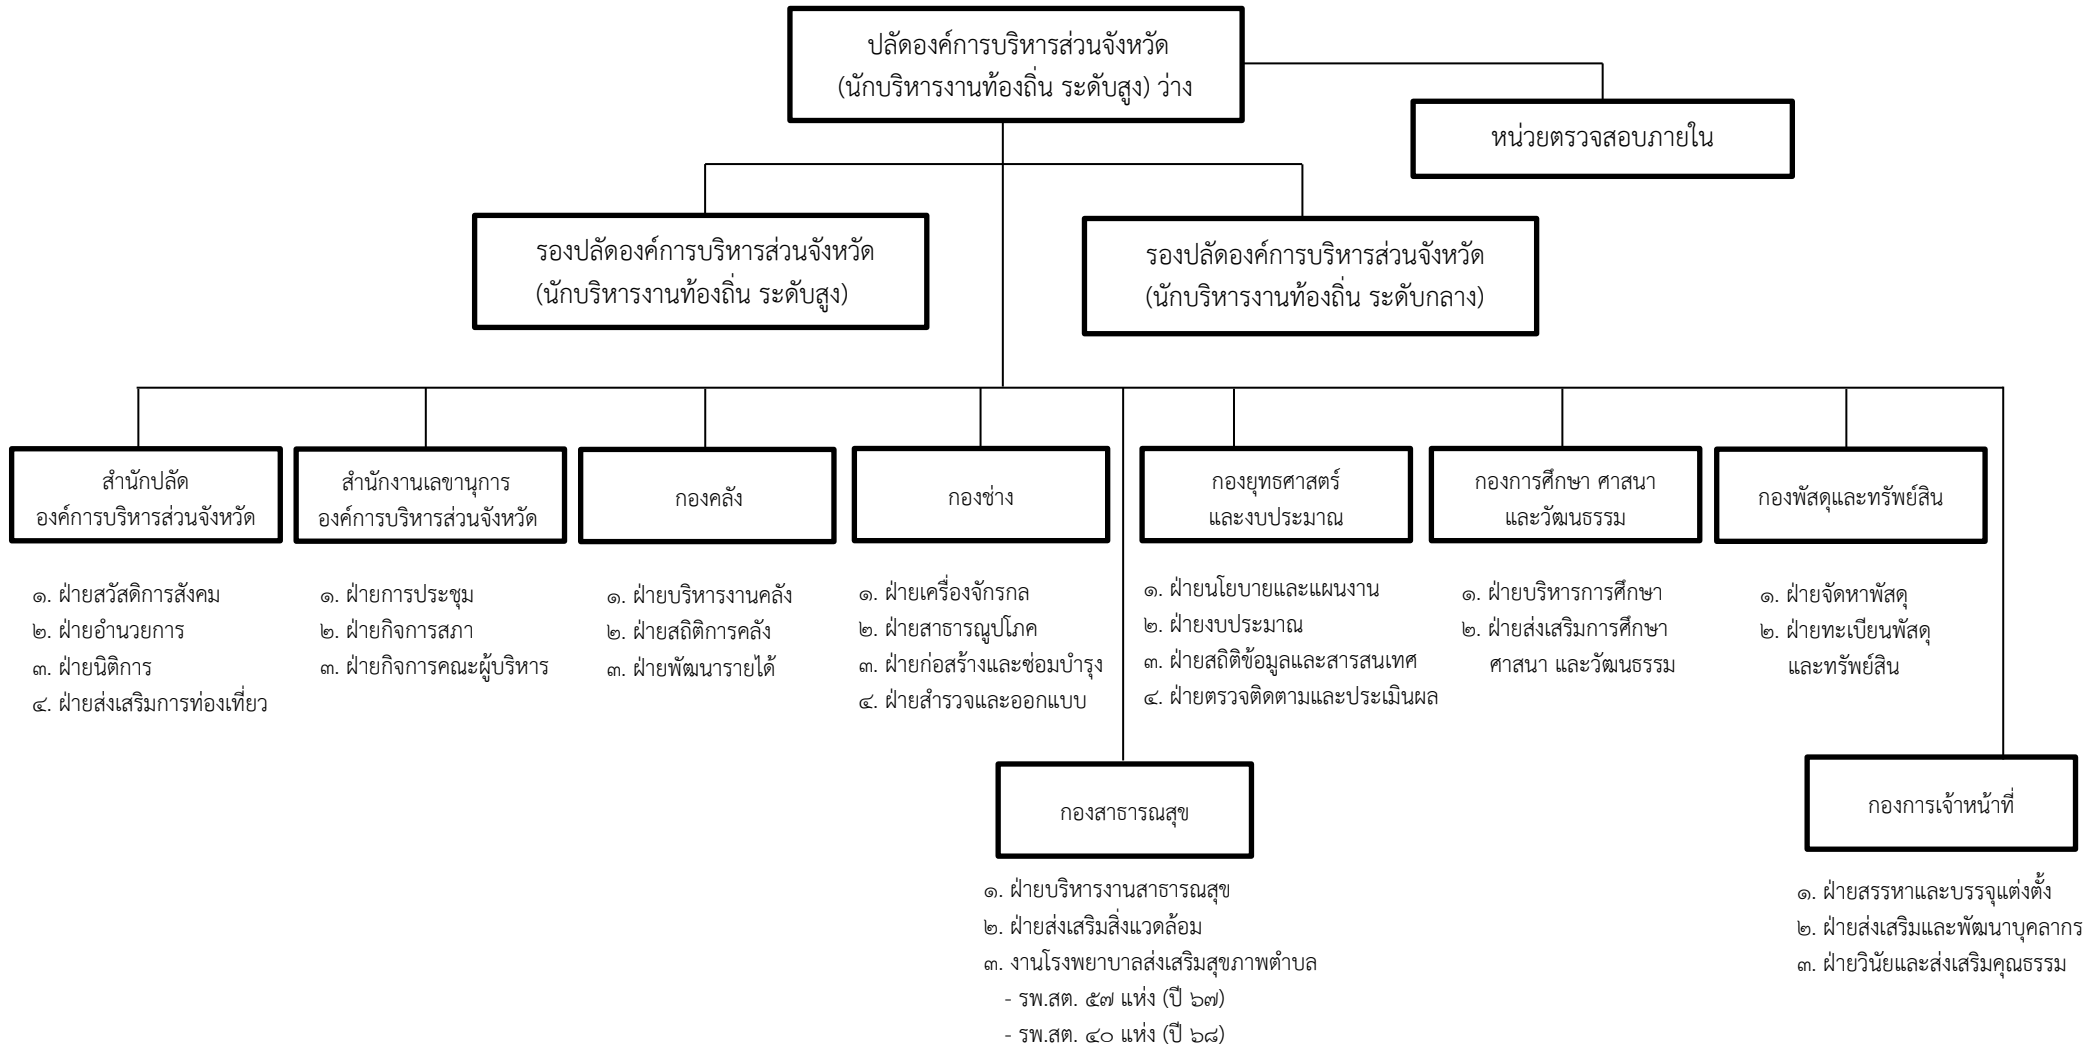 ปลัดองค์การบริหารส่วนจังหวัด
(นักบริหารงานท้องถิ่น ระดับสูง) ว่าง
หน่วยตรวจสอบภายใน
รองปลัดองค์การบริหารส่วนจังหวัด
(นักบริหารงานท้องถิ่น ระดับสูง)
รองปลัดองค์การบริหารส่วนจังหวัด
(นักบริหารงานท้องถิ่น ระดับกลาง)
สำนักปลัด
องค์การบริหารส่วนจังหวัด
๑. ฝ่ายสวัสดิการสังคม
๒. ฝ่ายอำนวยการ
๓. ฝ่ายนิติการ
๔. ฝ่ายส่งเสริมการท่องเที่ยว
สำนักงานเลขานุการ
องค์การบริหารส่วนจังหวัด
๑. ฝ่ายการประชุม
๒. ฝ่ายกิจการสภา
๓. ฝ่ายกิจการคณะผู้บริหาร
กองคลัง
๑. ฝ่ายบริหารงานคลัง
๒. ฝ่ายสถิติการคลัง
๓. ฝ่ายพัฒนารายได้
กองช่าง
๑. ฝ่ายเครื่องจักรกล
๒. ฝ่ายสาธารณูปโภค
๓. ฝ่ายก่อสร้างและซ่อมบำรุง
๔. ฝ่ายสำรวจและออกแบบ
กองยุทธศาสตร์
และงบประมาณ
๑. ฝ่ายนโยบายและแผนงาน
๒. ฝ่ายงบประมาณ
๓. ฝ่ายสถิติข้อมูลและสารสนเทศ
๔. ฝ่ายตรวจติดตามและประเมินผล
กองการศึกษา ศาสนา
และวัฒนธรรม
๑. ฝ่ายบริหารการศึกษา
๒. ฝ่ายส่งเสริมการศึกษา
ศาสนา และวัฒนธรรม
กองพัสดุและทรัพย์สิน
๑. ฝ่ายจัดหาพัสดุ
๒. ฝ่ายทะเบียนพัสดุ
และทรัพย์สิน
กองสาธารณสุข
๑. ฝ่ายบริหารงานสาธารณสุข
๒. ฝ่ายส่งเสริมสิ่งแวดล้อม
๓. งานโรงพยาบาลส่งเสริมสุขภาพตำบล
- รพ.สต. ๕๗ แห่ง (ปี ๖๗)
- รพ.สต. ๔๐ แห่ง (ปี ๖๘)
กองการเจ้าหน้าที่
๑. ฝ่ายสรรหาและบรรจุแต่งตั้ง
๒. ฝ่ายส่งเสริมและพัฒนาบุคลากร
๓. ฝ่ายวินัยและส่งเสริมคุณธรรม